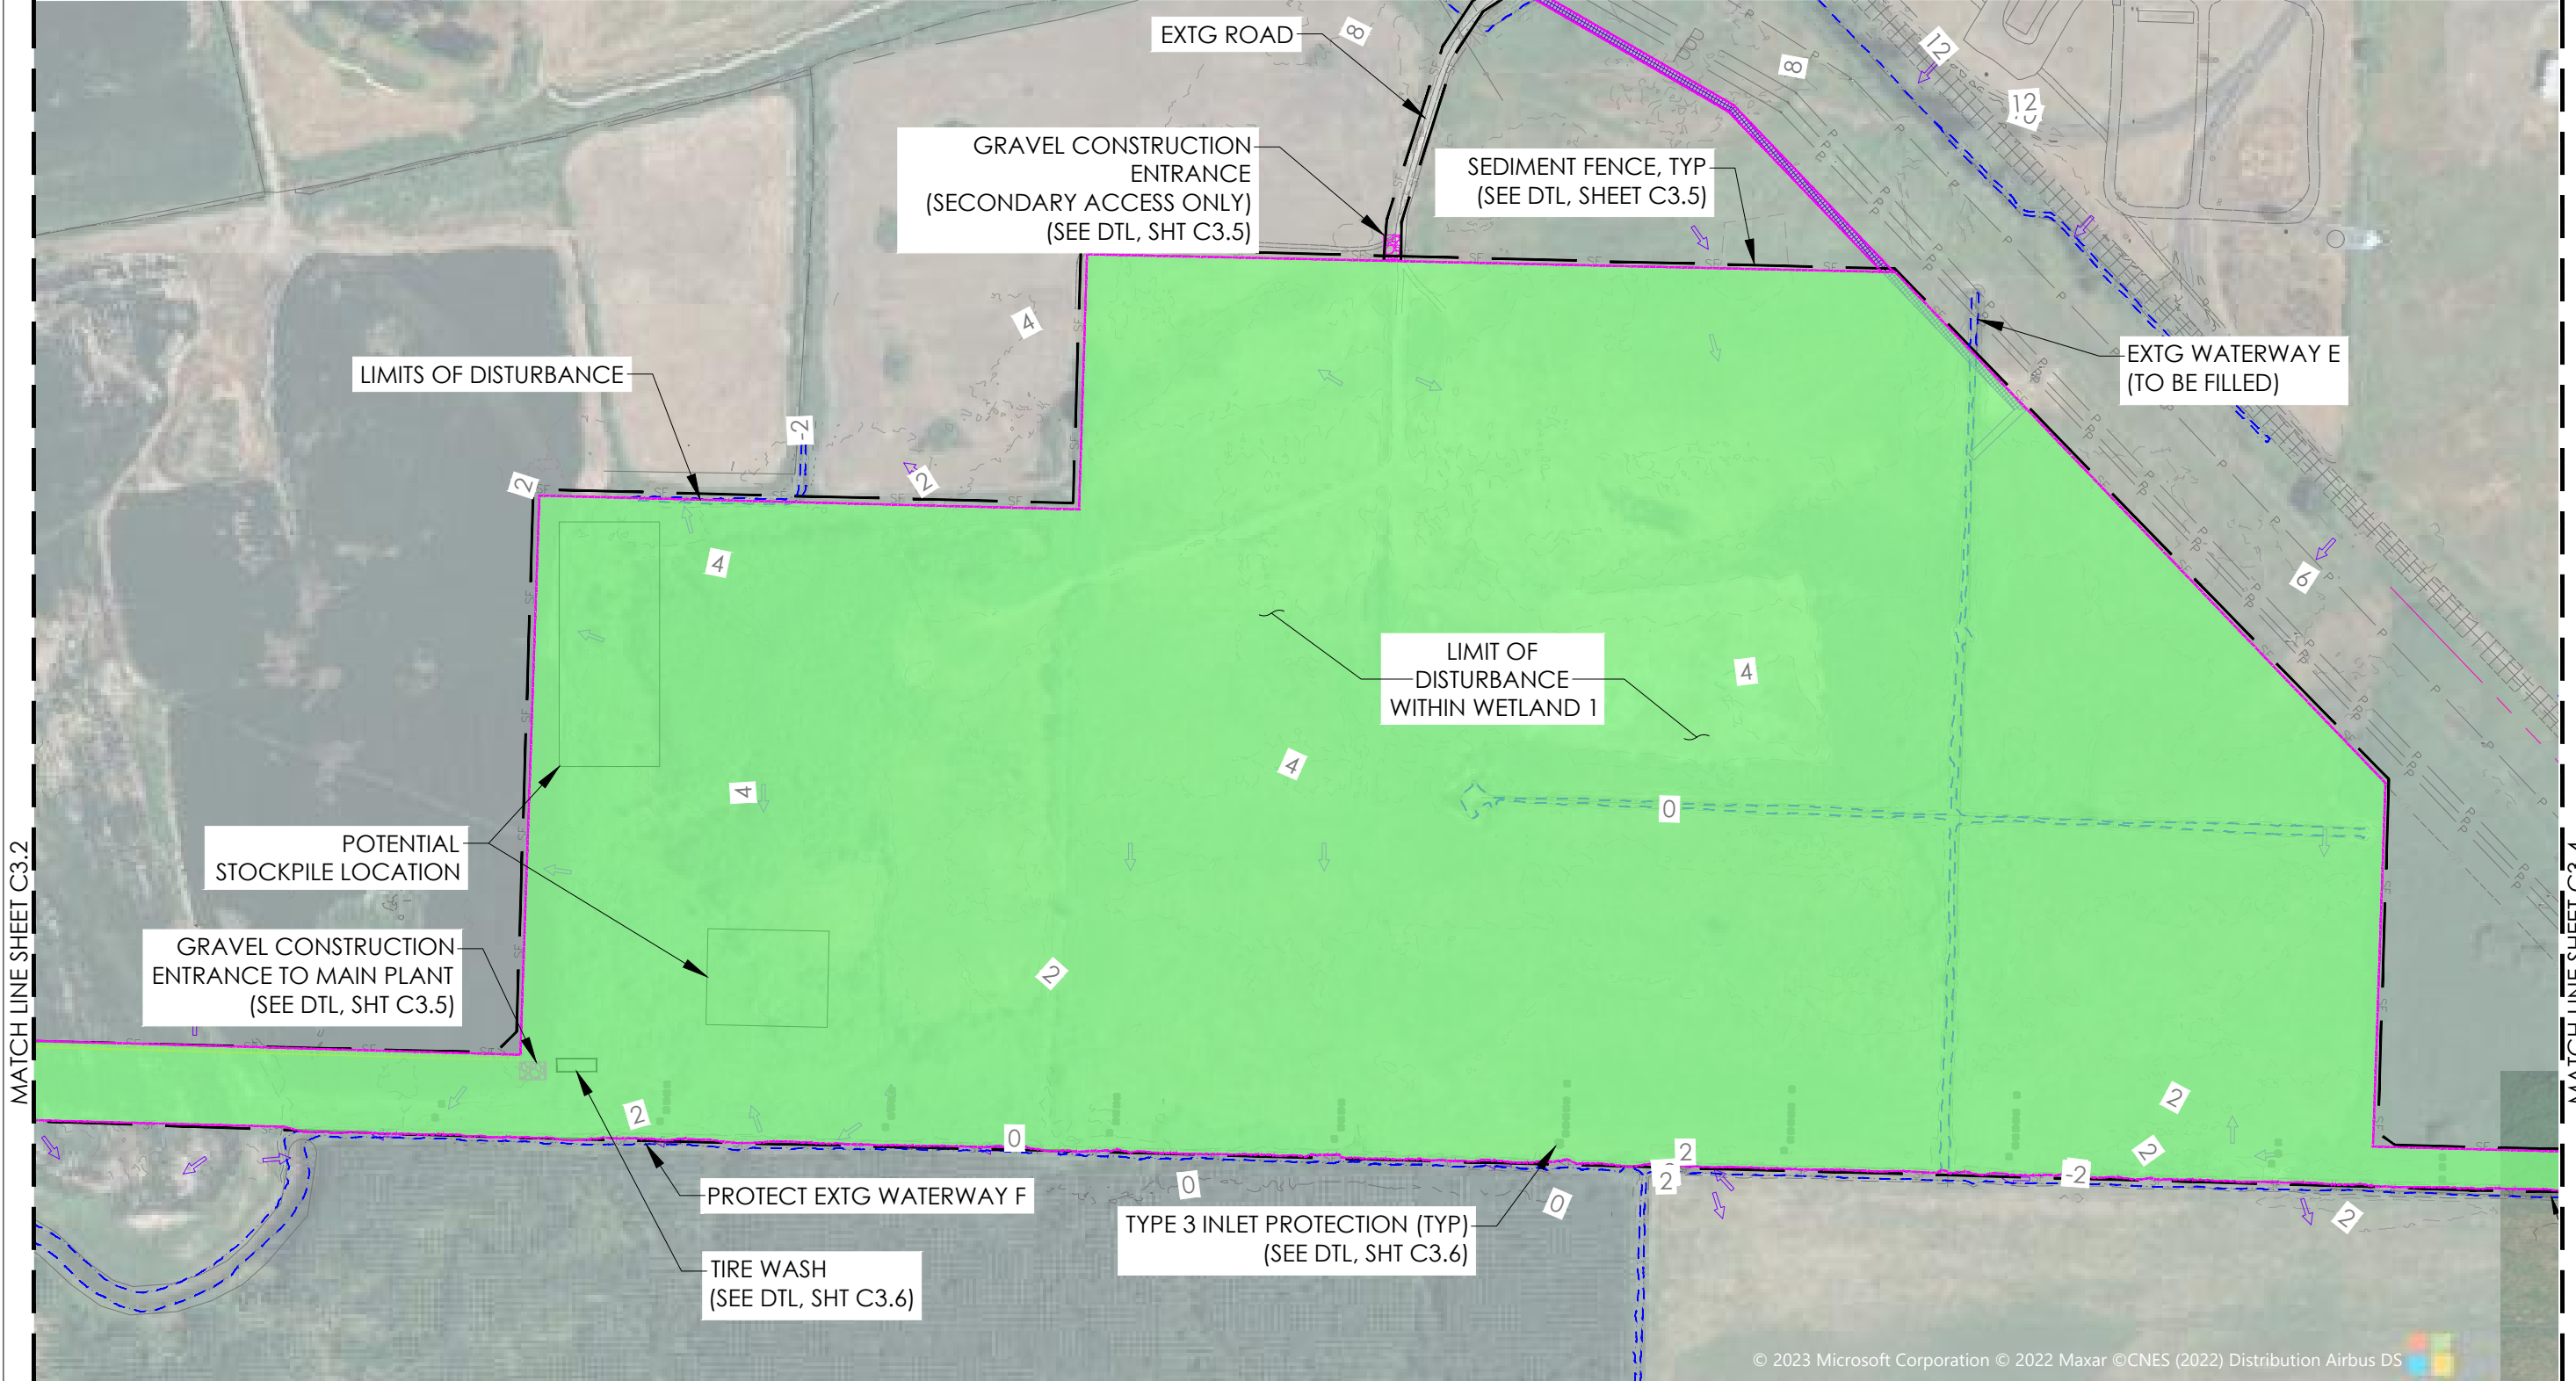 EXTG ROAD
8
8
12
12
GRAVEL CONSTRUCTION
ENTRANCE
(SECONDARY ACCESS ONLY)
(SEE DTL, SHT C3.5)
SEDIMENT FENCE, TYP
(SEE DTL, SHEET C3.5)
4
EXTG WATERWAY E
(TO BE FILLED)
LIMITS OF DISTURBANCE
-2
2
2
4
6
LIMIT OF
DISTURBANCE
WITHIN WETLAND 1
4
4
4
0
POTENTIAL
STOCKPILE LOCATION
MATCH LINE SHEET C3.2
MATCH LINE SHEET C3.4
GRAVEL CONSTRUCTION
ENTRANCE TO MAIN PLANT
(SEE DTL, SHT C3.5)
2
2
2
0
2
2
2
-2
0
0
2
PROTECT EXTG WATERWAY F
TYPE 3 INLET PROTECTION (TYP)
(SEE DTL, SHT C3.6)
TIRE WASH
(SEE DTL, SHT C3.6)
© 2023 Microsoft Corporation © 2022 Maxar ©CNES (2022) Distribution Airbus DS